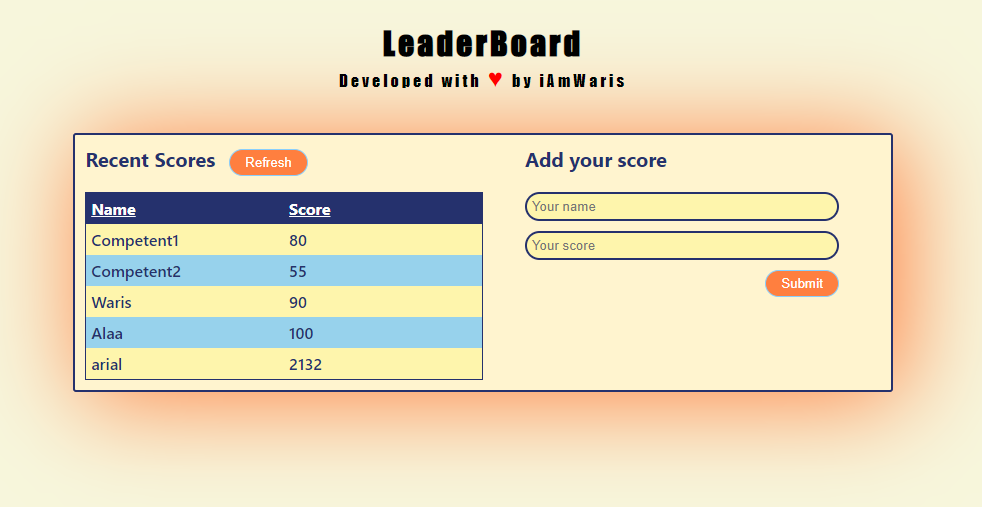 LeaderBoard
Developed with ♥ by iAmWaris
Recent Scores Refresh
Name Score
Competent1 80
Competent2 55
Waris 90
Alaa 100
arial 2132
Add your score
Your name
Your score
Submit